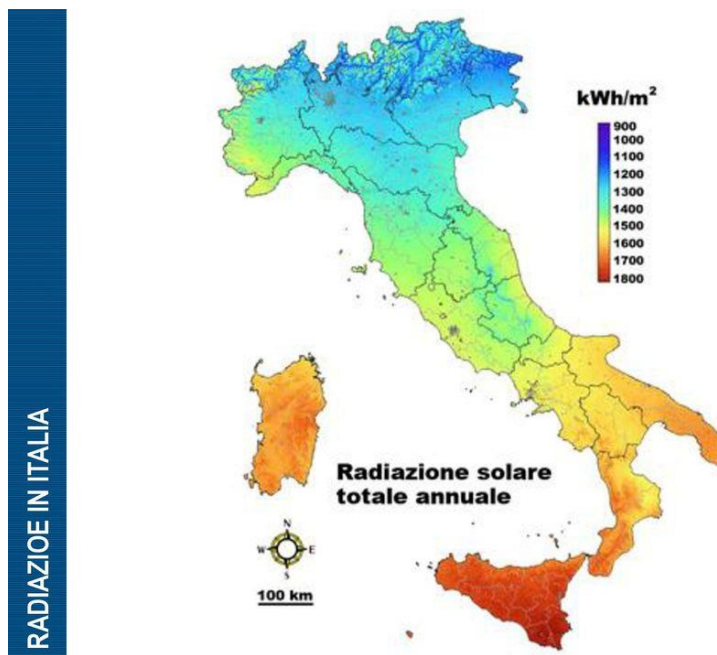 RADIAZIOE IN ITALIA
kWh/m²
900
1000
1100
1200
1300
1400
1500
1600
1700
1800
Radiazione solare
totale annuale
N
W E
S
100 km